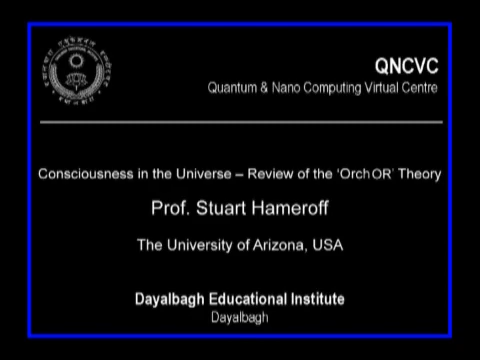 QNCVC
Quantum & Nano Computing Virtual Centre
Consciousness in the Universe – Review of the 'Orch OR' Theory
Prof. Stuart Hameroff
The University of Arizona, USA
Dayalbagh Educational Institute
Dayalbagh